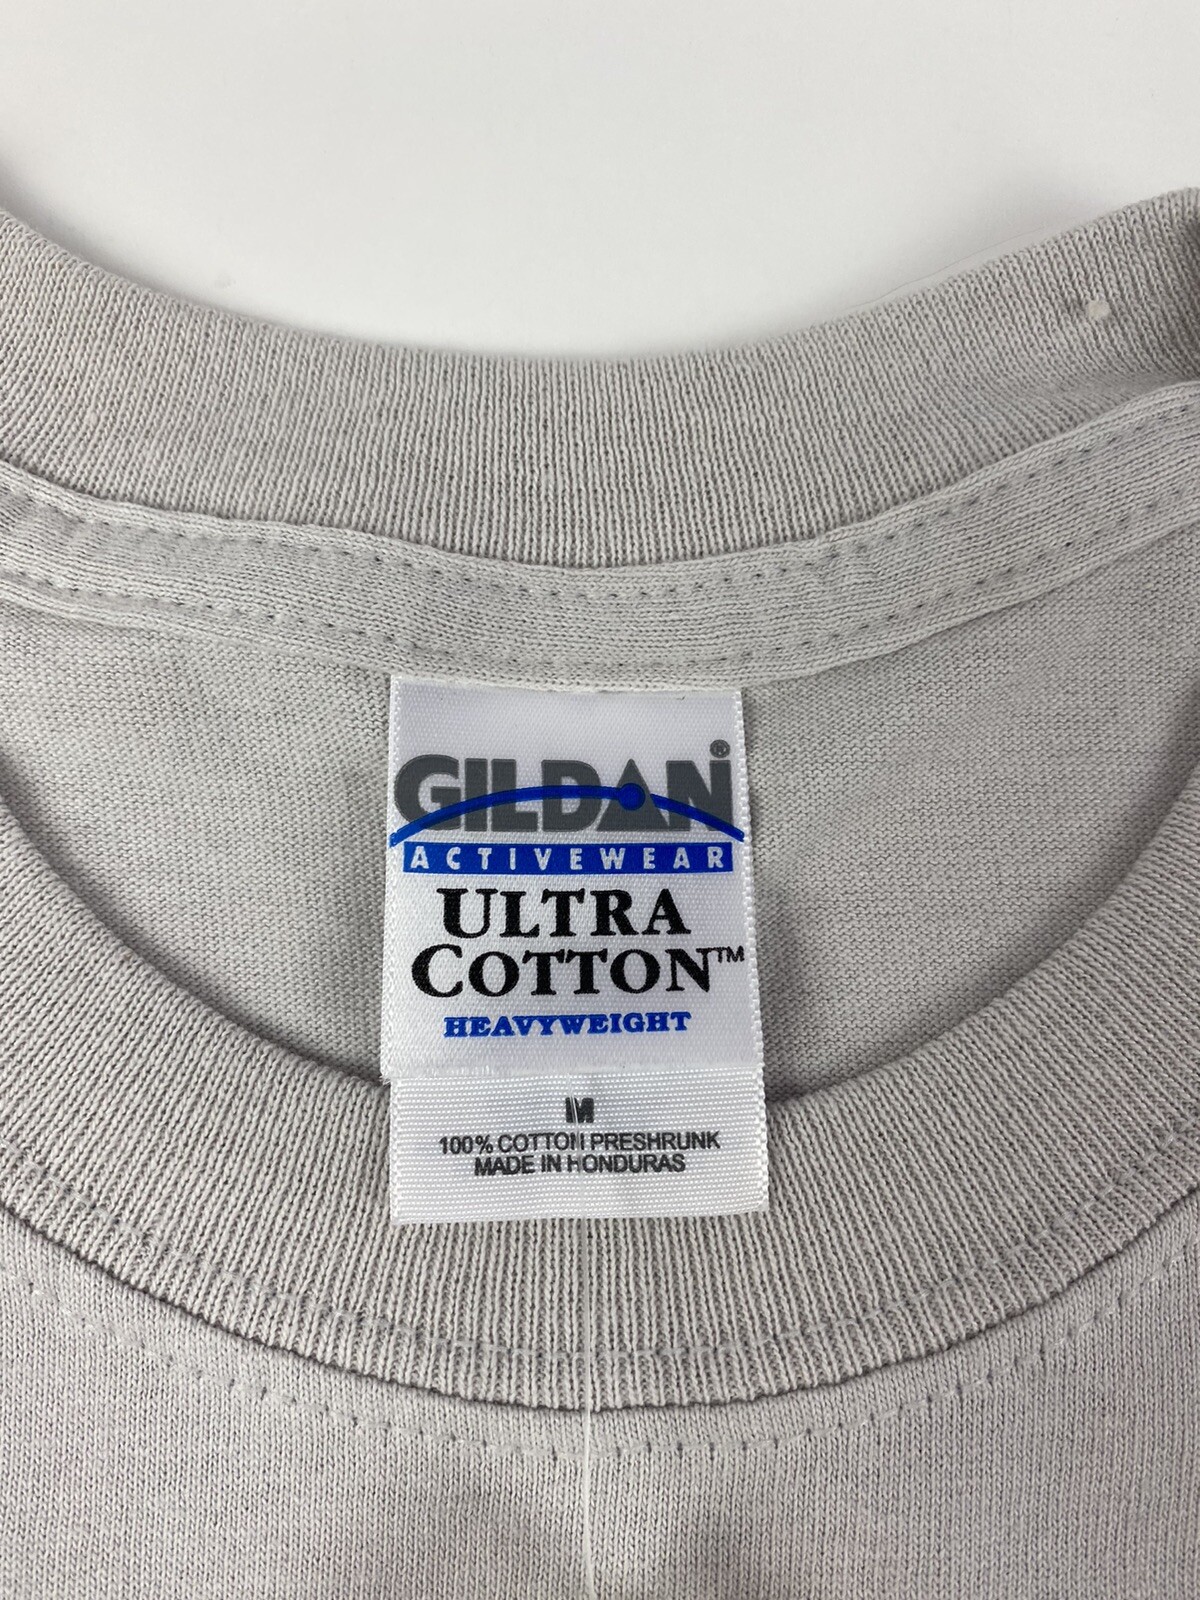 GILDAN®
ACTIVEWEAR
ULTRA
COTTON™
HEAVYWEIGHT
M
100% COTTON PRESHRUNK
MADE IN HONDURAS